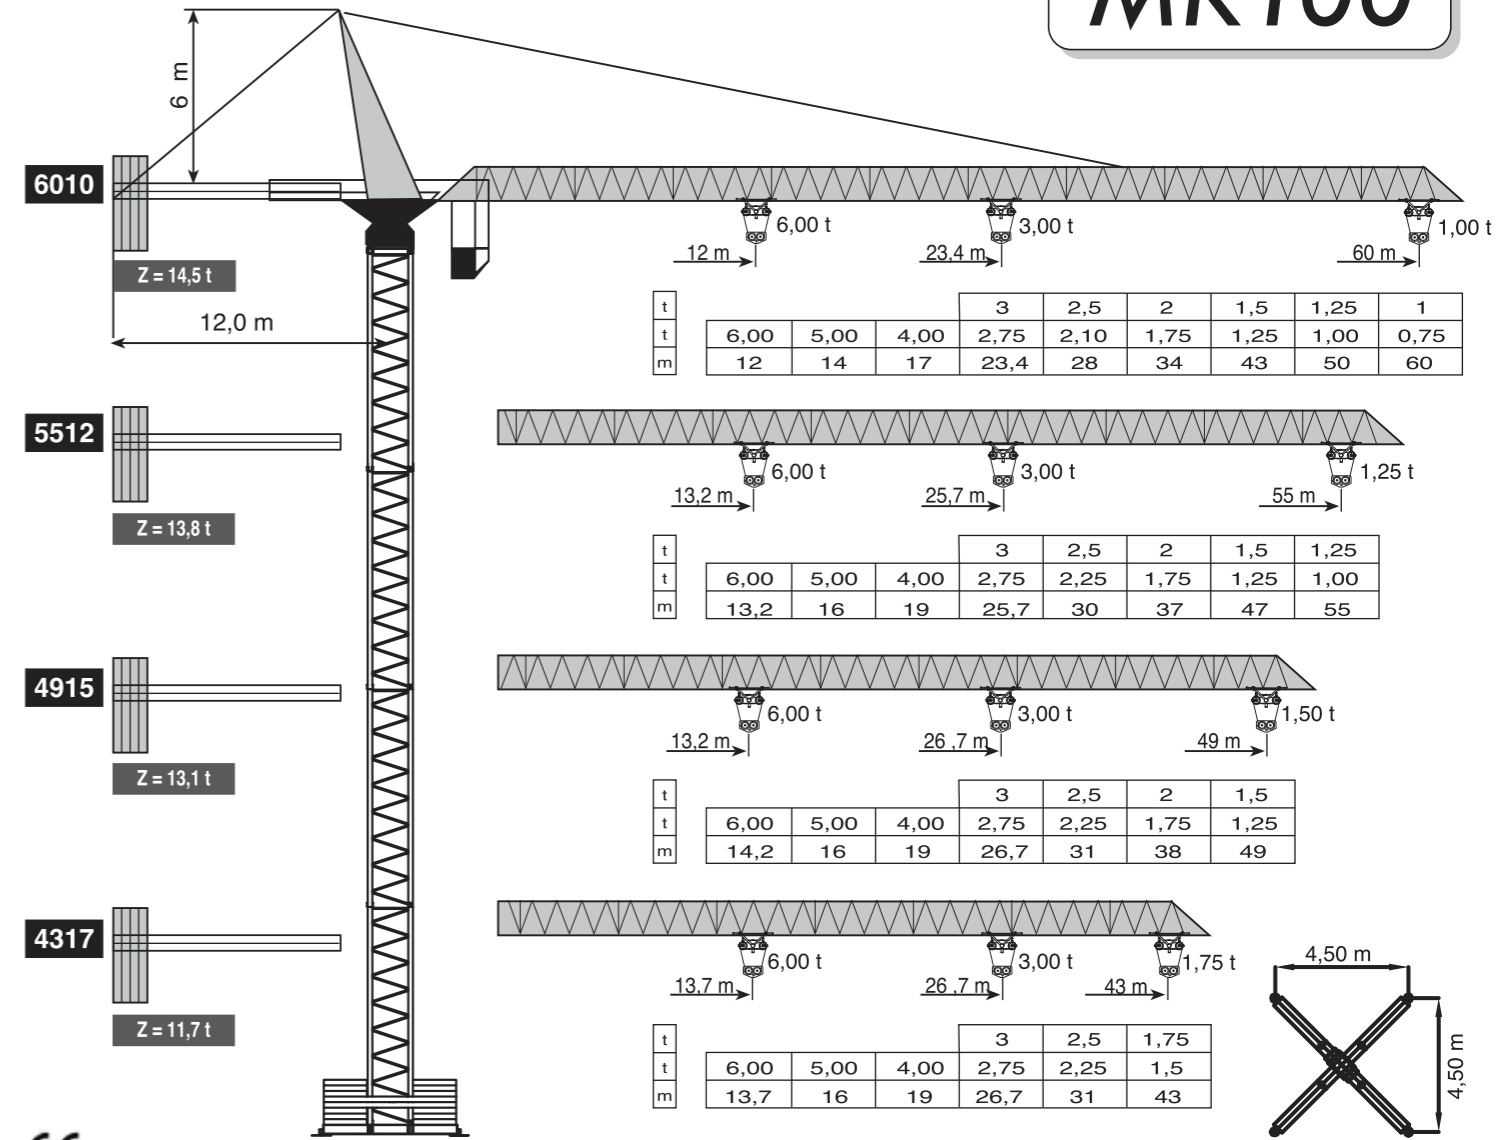 MK100
6 m
6010
6,00 t
3,00 t
1,00 t
12 m
23,4 m
60 m
Z = 14,5 t
12,0 m
t 3 2,5 2 1,5 1,25 1
t 6,00 5,00 4,00 2,75 2,10 1,75 1,25 1,00 0,75
m 12 14 17 23,4 28 34 43 50 60
5512
6,00 t
3,00 t
1,25 t
13,2 m
25,7 m
55 m
Z = 13,8 t
t 3 2,5 2 1,5 1,25
t 6,00 5,00 4,00 2,75 2,25 1,75 1,25 1,00
m 13,2 16 19 25,7 30 37 47 55
4915
6,00 t
3,00 t
1,50 t
13,2 m
26 ,7 m
49 m
Z = 13,1 t
t 3 2,5 2 1,5
t 6,00 5,00 4,00 2,75 2,25 1,75 1,25
m 14,2 16 19 26,7 31 38 49
4317
6,00 t
3,00 t
1,75 t
13,7 m
26 ,7 m
43 m
4,50 m
Z = 11,7 t
t 3 2,5 1,75
t 6,00 5,00 4,00 2,75 2,25 1,5
m 13,7 16 19 26,7 31 43
4,50 m